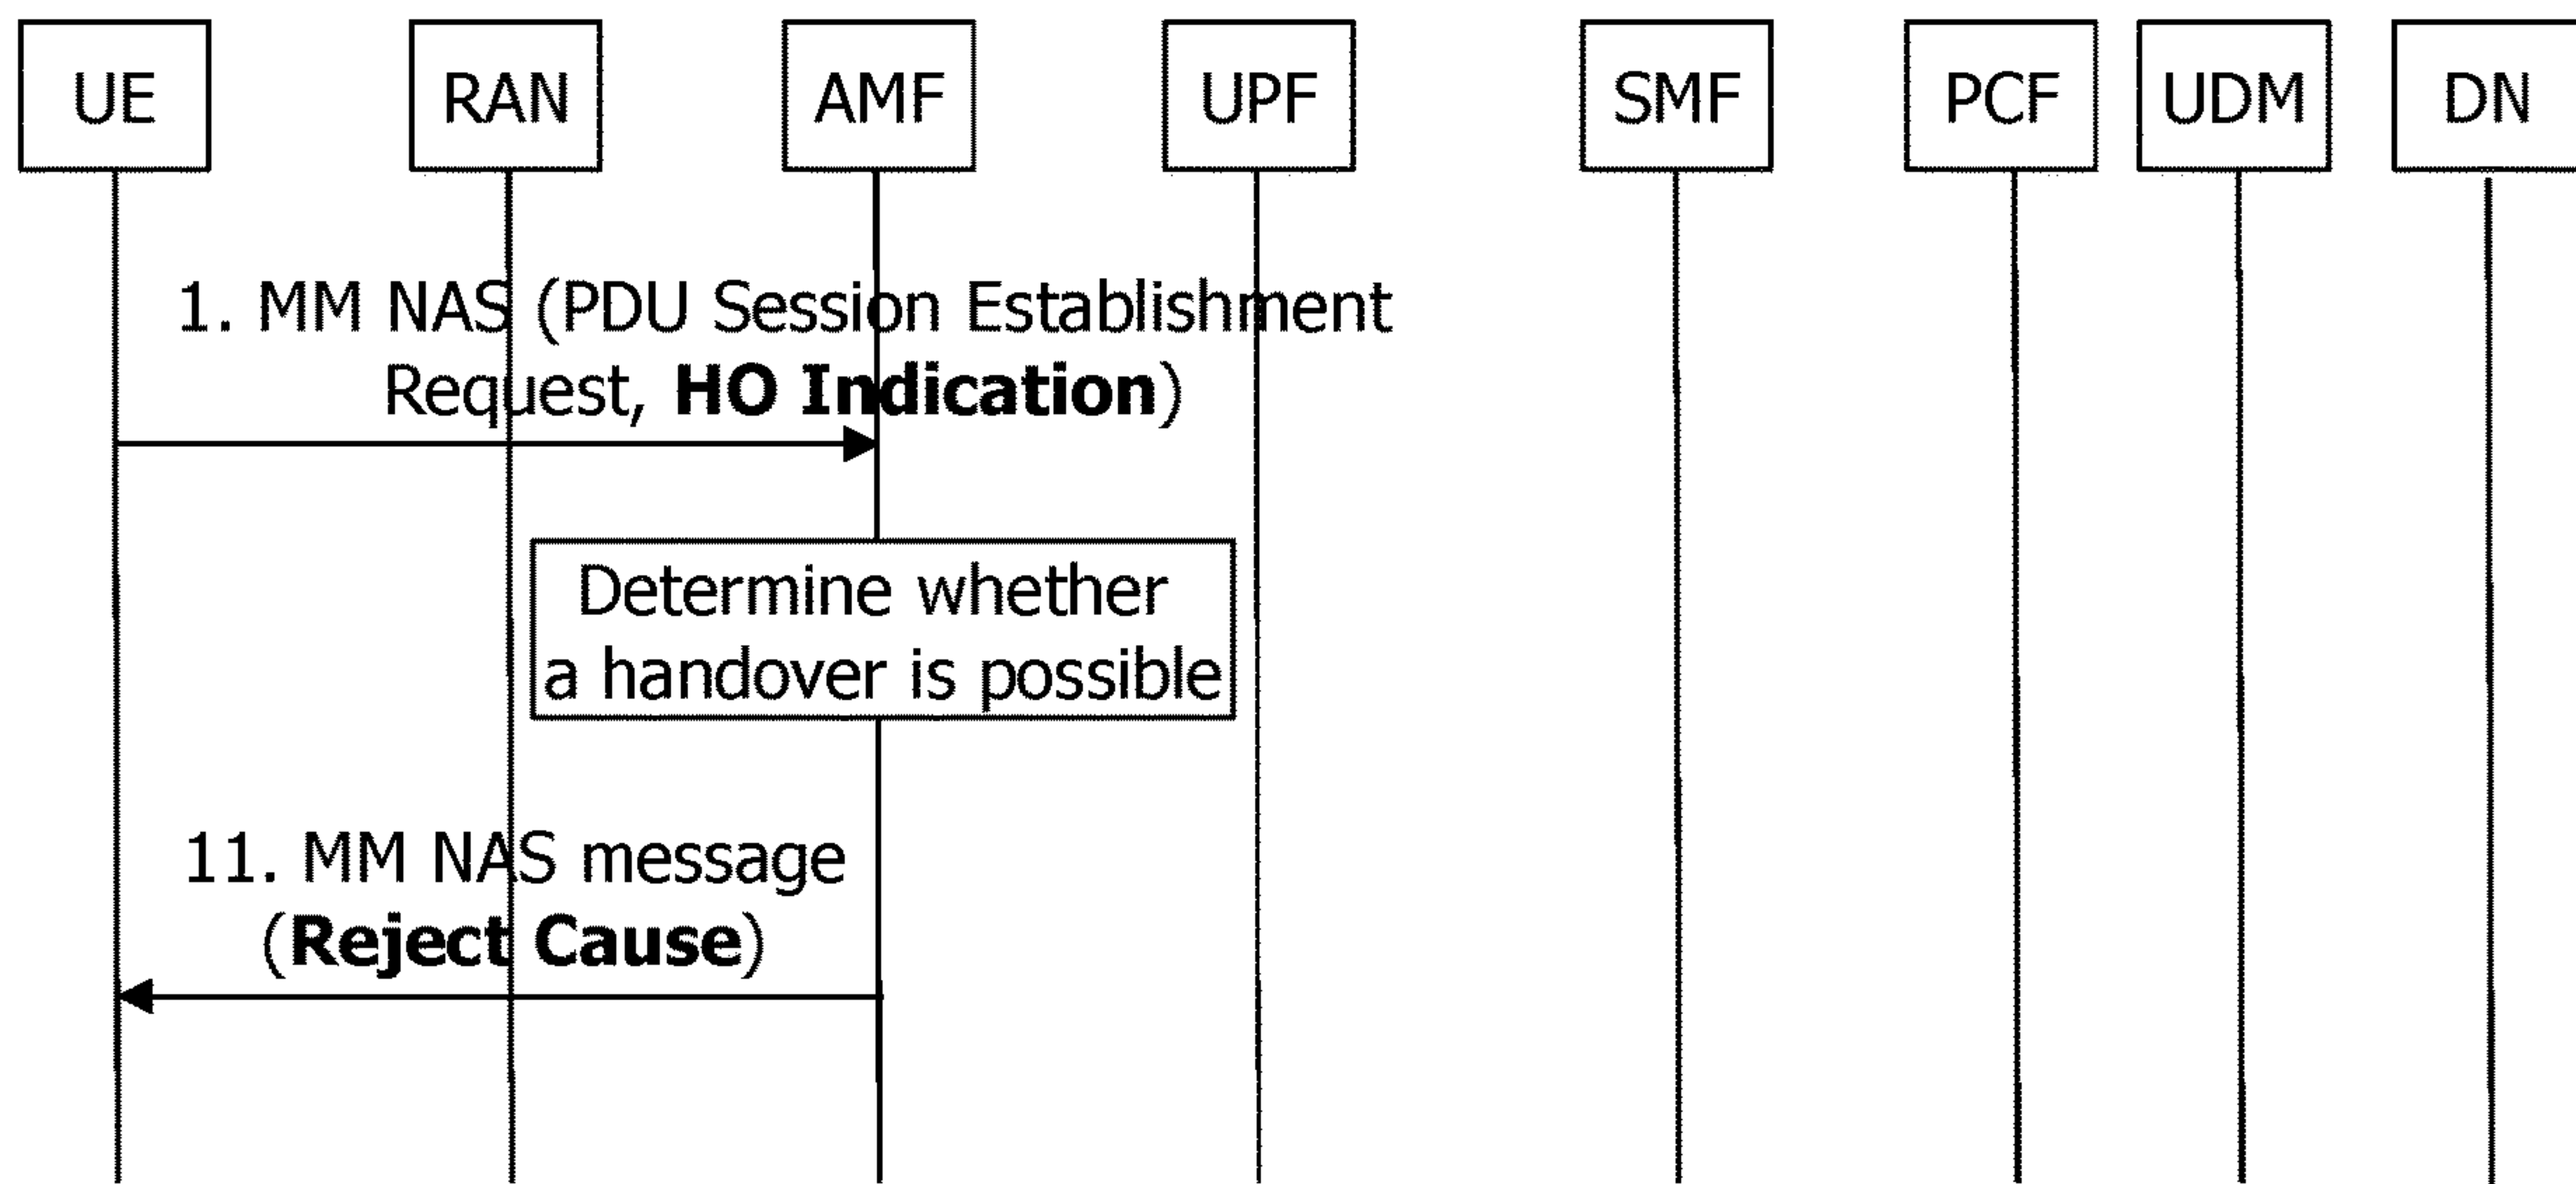 UE
RAN
AMF
UPF
SMF
PCF
UDM
DN
1. MM NAS (PDU Session Establishment
Request, HO Indication)
Determine whether
a handover is possible
11. MM NAS message
(Reject Cause)